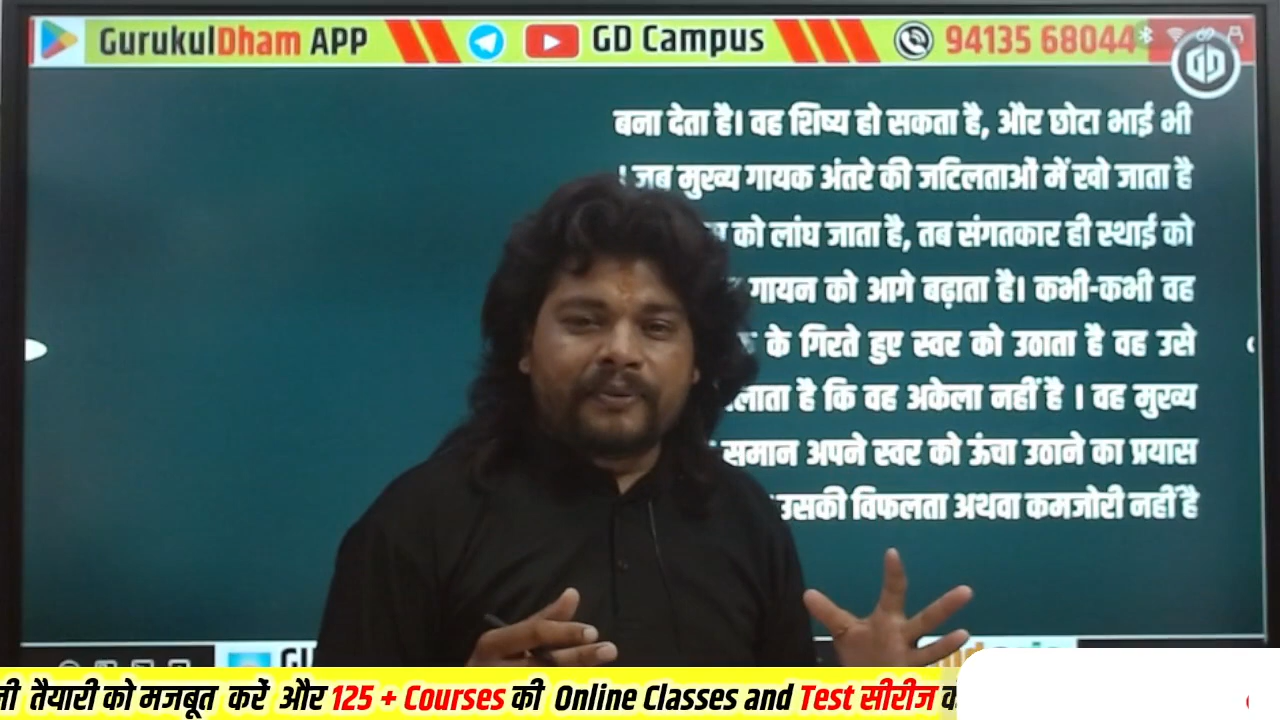 GurukulDham APP GD Campus 94135 68044
GD
बना देता है। वह शिष्य हो सकता है, और छोटा भाई भी
। जब मुख्य गायक अंतरे की जटिलताओं में खो जाता है
को लांघ जाता है, तब संगतकार ही स्थाई को
गायन को आगे बढ़ाता है। कभी-कभी वह
के गिरते हुए स्वर को उठाता है वह उसे
है कि वह अकेला नहीं है । वह मुख्य
समान अपने स्वर को ऊंचा उठाने का प्रयास
उसकी विफलता अथवा कमजोरी नहीं है
तैयारी को मजबूत करें और 125 + Courses की Online Classes and Test सीरीज